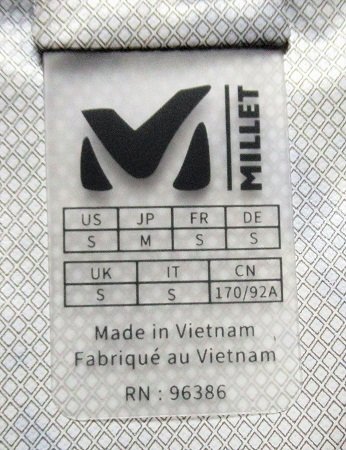 MILLET
US JP FR DE
S M S S
UK IT CN
S S 170/92A
Made in Vietnam
Fabriqué au Vietnam
RN : 96386